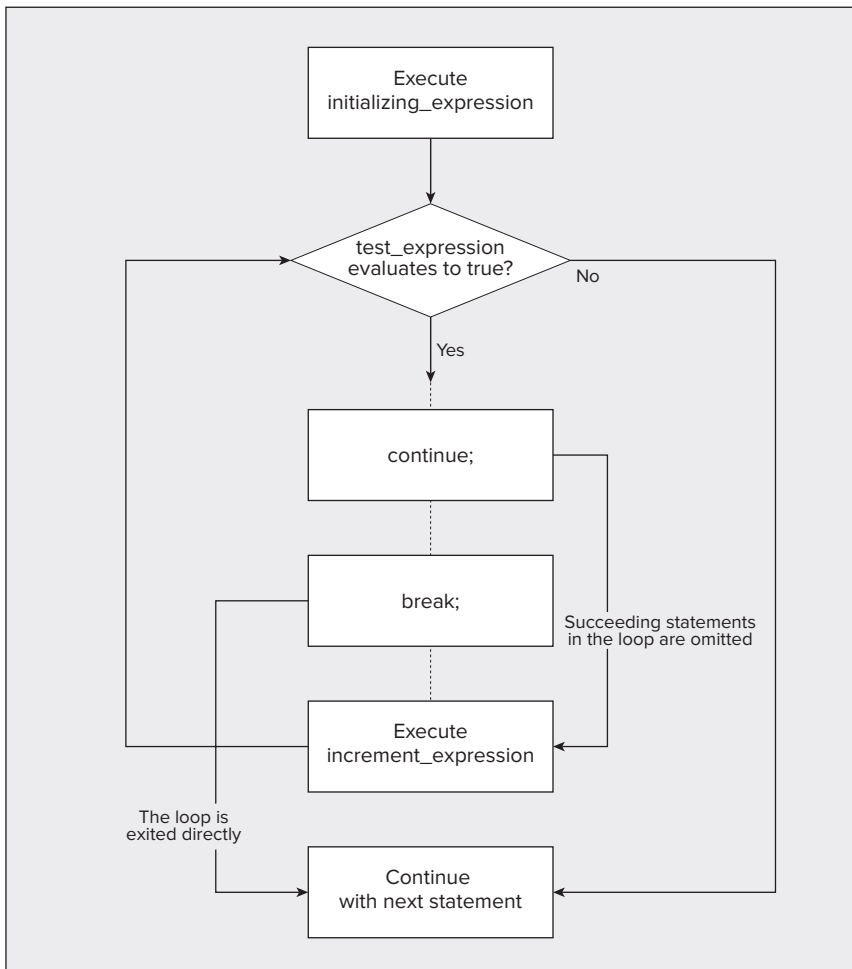 Execute
initializing_expression
test_expression
evaluates to true?
No
Yes
continue;
break;
Succeeding statements
in the loop are omitted
Execute
increment_expression
The loop is
exited directly
Continue
with next statement